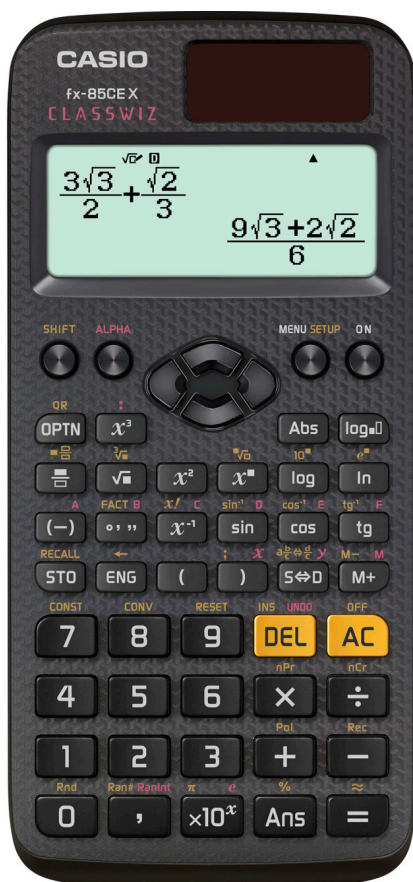 CASIO
fx-85CE X
CLASSWIZ
√□ D ▲
3√3/2 + √2/3
(9√3+2√2)/6
SHIFT ALPHA MENU SETUP ON
QR :
OPTN x³ Abs log■□
■⌸ ³√■ ■√□ 10■ e■
√■ x² x■ log ln
A FACT B x! C sin⁻¹ D cos⁻¹ E tg⁻¹ F
(−) ° ’ ” x⁻¹ sin cos tg
RECALL ← ; x a b/c⇔d/c y M− M
STO ENG ( ) S⇔D M+
CONST CONV RESET INS UNDO OFF
7 8 9 DEL AC
nPr nCr
4 5 6 × ÷
Pol Rec
1 2 3 + −
Rnd Ran# RanInt π e % ≈
0 , ×10ˣ Ans =